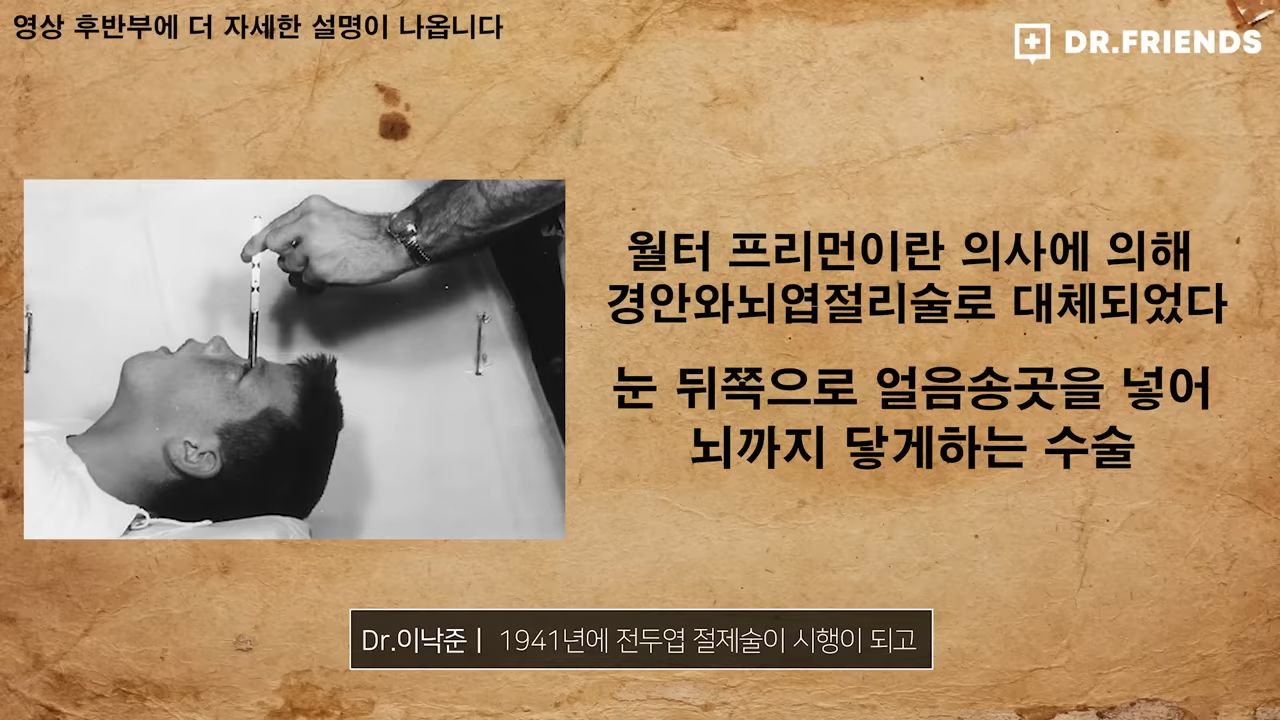 영상 후반부에 더 자세한 설명이 나옵니다
DR.FRIENDS
월터 프리먼이란 의사에 의해
경안와뇌엽절리술로 대체되었다
눈 뒤쪽으로 얼음송곳을 넣어
뇌까지 닿게하는 수술
Dr.이낙준ㅣ 1941년에 전두엽 절제술이 시행이 되고